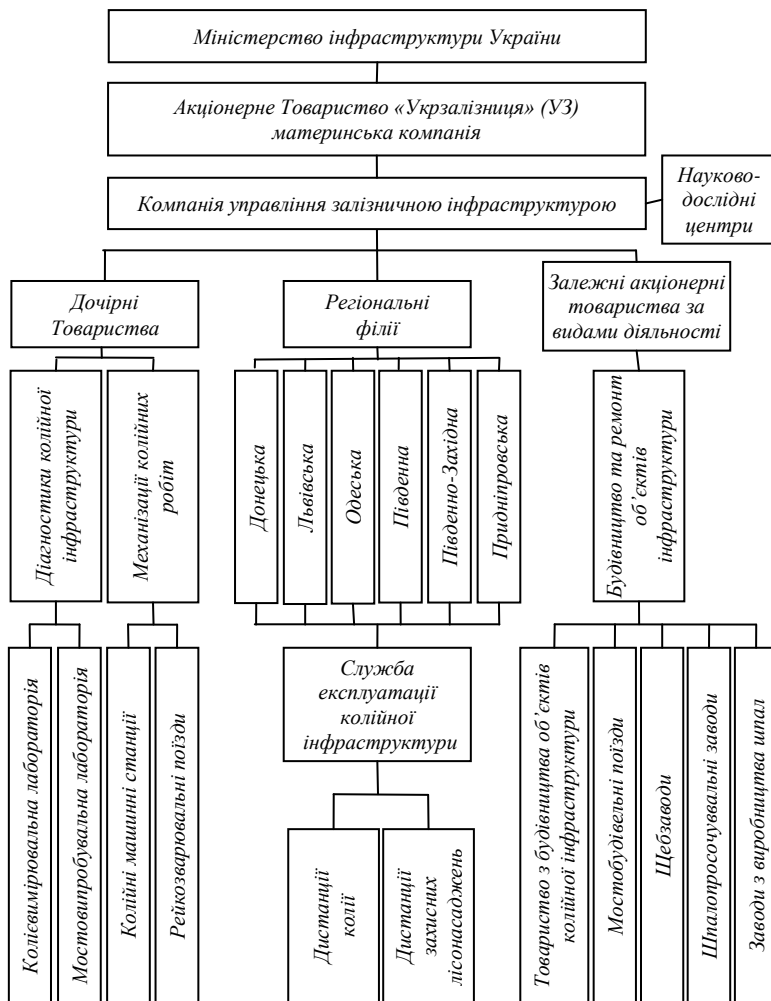 Міністерство інфраструктури України
Акціонерне Товариство «Укрзалізниця» (УЗ)
материнська компанія
Компанія управління залізничною інфраструктурою
Науково-
дослідні
центри
Дочірні
Товариства
Регіональні
філії
Залежні акціонерні
товариства за
видами діяльності
Діагностики колійної
інфраструктури
Механізації колійних
робіт
Донецька
Львівська
Одеська
Південна
Південно-Західна
Придніпровська
Будівництво та ремонт
об’єктів
інфраструктури
Колієвимірювальна лабораторія
Мостовипробувальна лабораторія
Колійні машинні станції
Рейкозварювальні поїзди
Служба
експлуатації
колійної
інфраструктури
Дистанції
колії
Дистанції
захисних
лісонасаджень
Товариство з будівництва об’єктів
колійної інфраструктури
Мостобудівельні поїзди
Щебзаводи
Шпалопросочуввальні заводи
Заводи з виробництва шпал